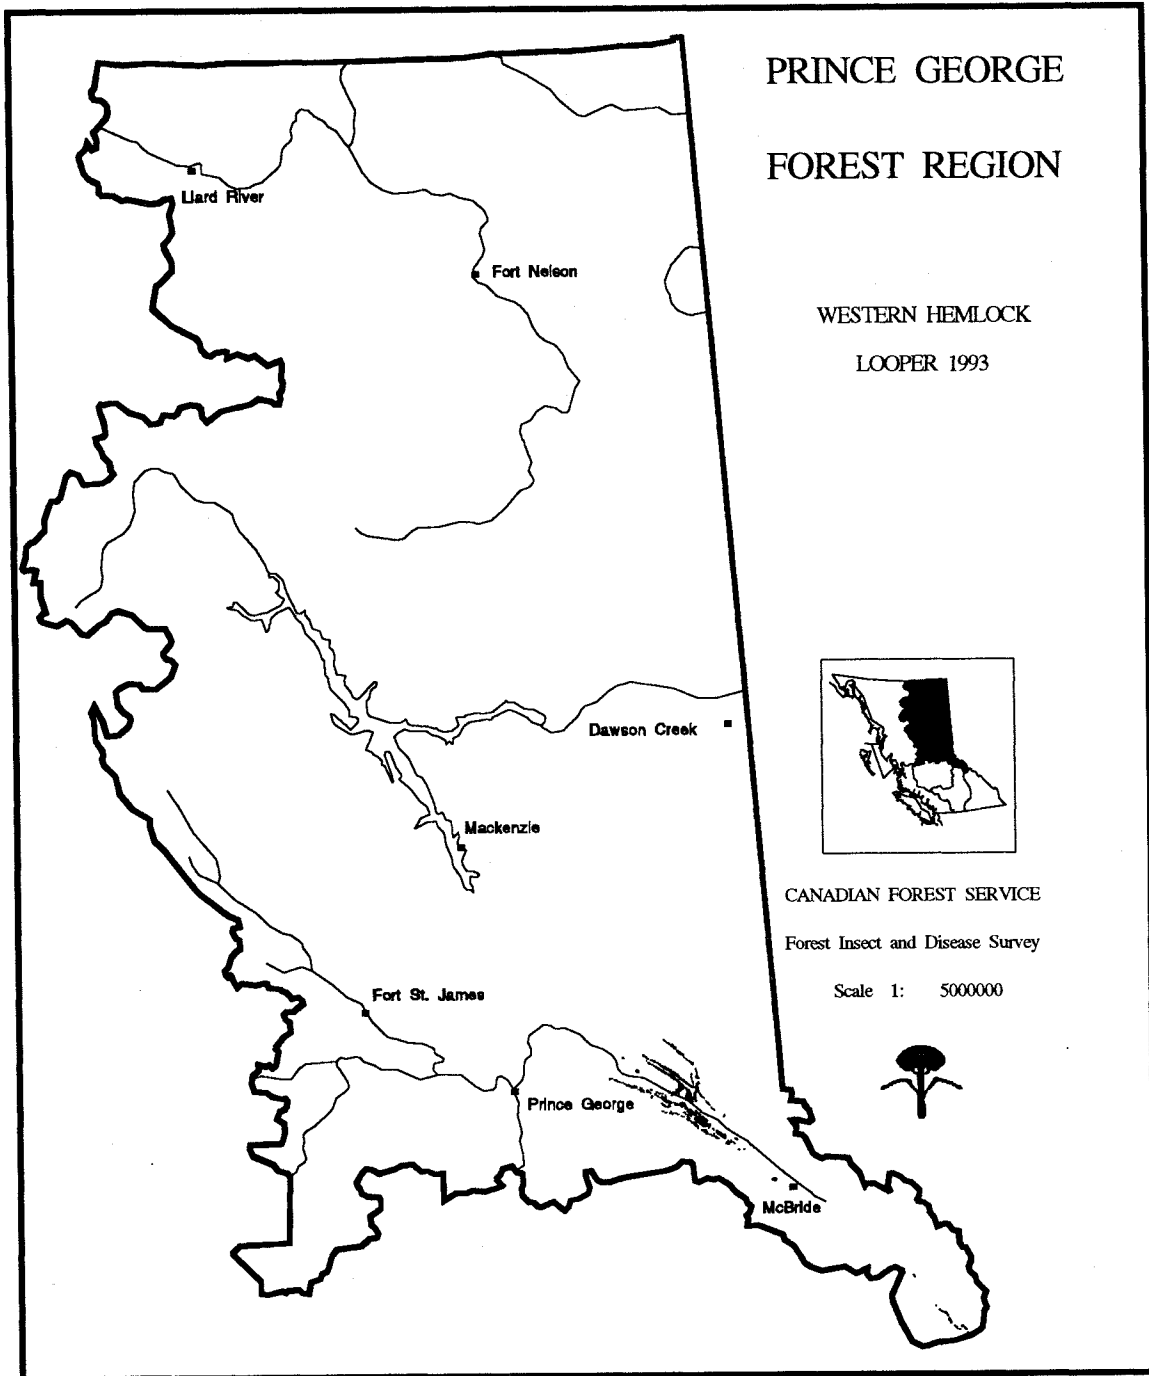 PRINCE GEORGE
FOREST REGION
WESTERN HEMLOCK
LOOPER 1993
Liard River
Fort Nelson
Dawson Creek
Mackenzie
CANADIAN FOREST SERVICE
Forest Insect and Disease Survey
Scale 1: 5000000
Fort St. James
Prince George
McBride